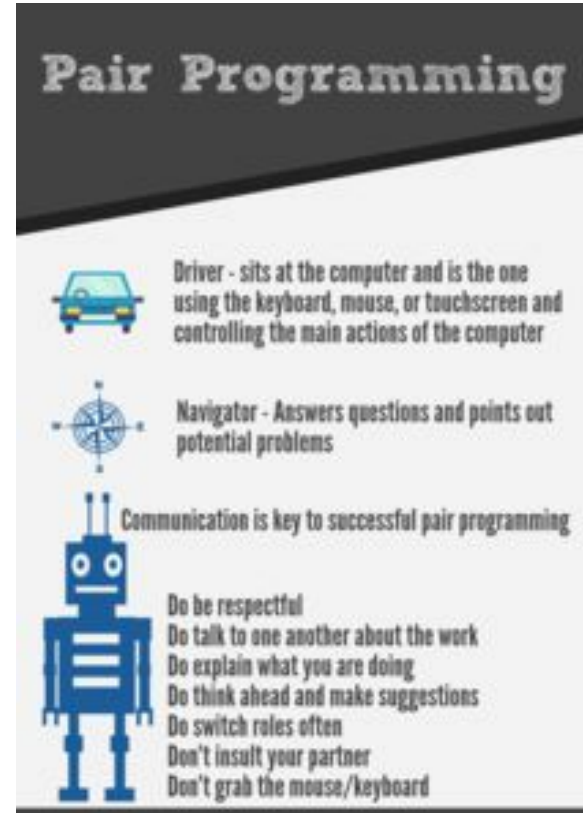 Pair Programming
Driver - sits at the computer and is the one
using the keyboard, mouse, or touchscreen and
controlling the main actions of the computer
N
W E
S
Navigator - Answers questions and points out
potential problems
Communication is key to successful pair programming
Do be respectful
Do talk to one another about the work
Do explain what you are doing
Do think ahead and make suggestions
Do switch roles often
Don't insult your partner
Don't grab the mouse/keyboard